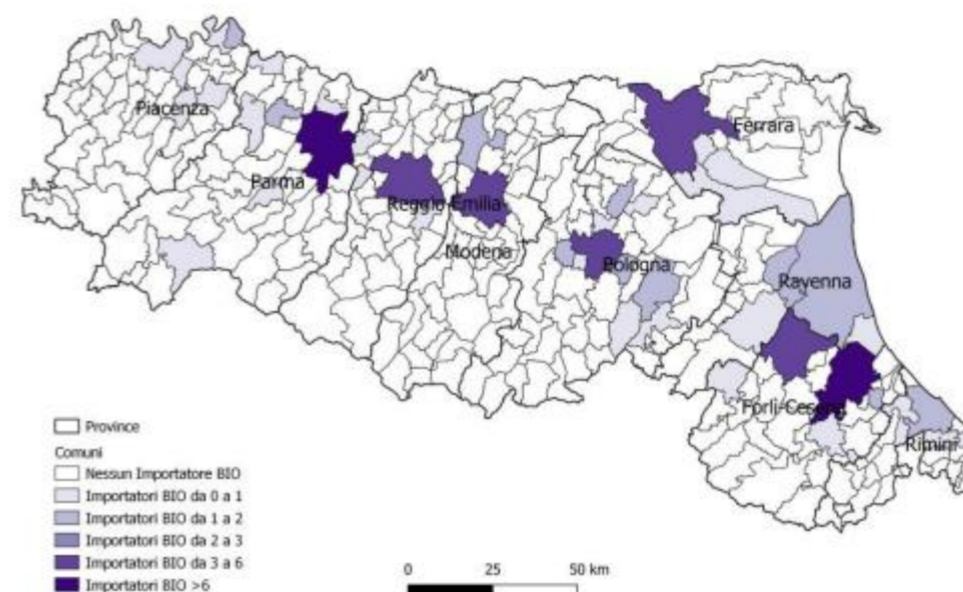 Piacenza
Ferrara
Parma
Reggio Emilia
Modena
Bologna
Ravenna
Forlì-Cesena
Rimini
Province
Comuni
Nessun Importatore BIO
Importatori BIO da 0 a 1
Importatori BIO da 1 a 2
Importatori BIO da 2 a 3
Importatori BIO da 3 a 6
Importatori BIO >6
0 25 50 km